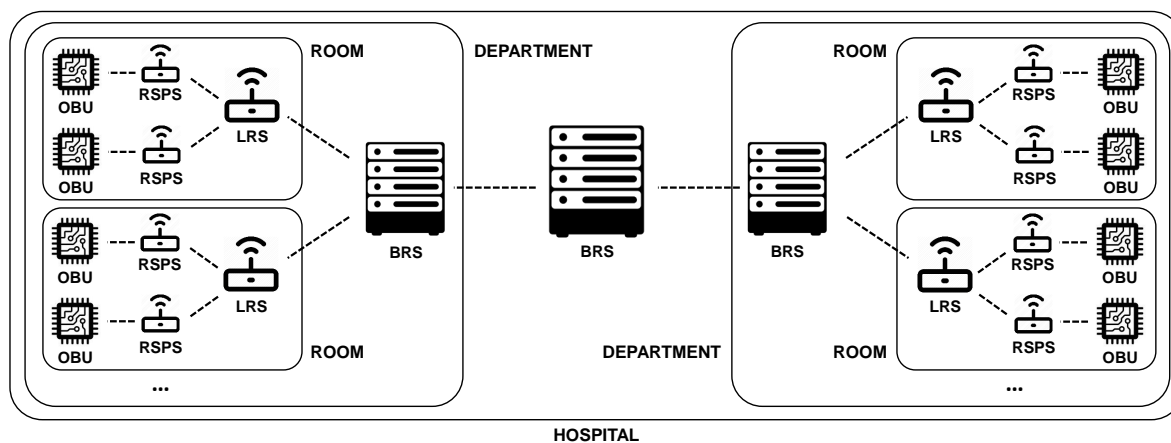 ROOM
DEPARTMENT
ROOM
OBU
RSPS
LRS
OBU
RSPS
BRS
BRS
BRS
RSPS
OBU
LRS
RSPS
OBU
OBU
RSPS
LRS
OBU
RSPS
ROOM
...
RSPS
OBU
LRS
RSPS
OBU
DEPARTMENT
ROOM
...
HOSPITAL